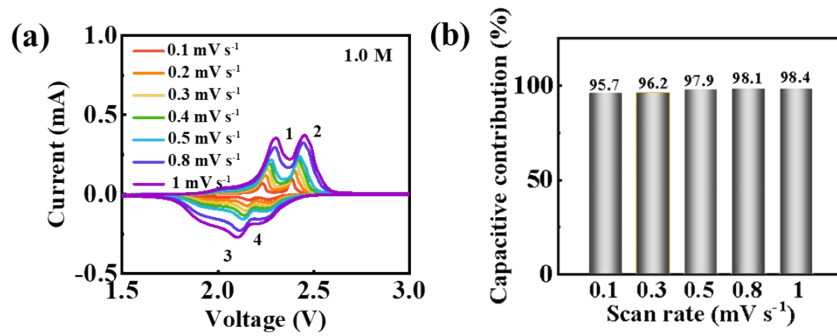 (a)
1.0
0.5
0.0
-0.5
Current (mA)
0.1 mV s⁻¹
0.2 mV s⁻¹
0.3 mV s⁻¹
0.4 mV s⁻¹
0.5 mV s⁻¹
0.8 mV s⁻¹
1 mV s⁻¹
1.0 M
1
2
3
4
1.5 2.0 2.5 3.0
Voltage (V)
(b)
Capacitive contribution (%)
100
50
0
95.7 96.2 97.9 98.1 98.4
0.1 0.3 0.5 0.8 1
Scan rate (mV s⁻¹)